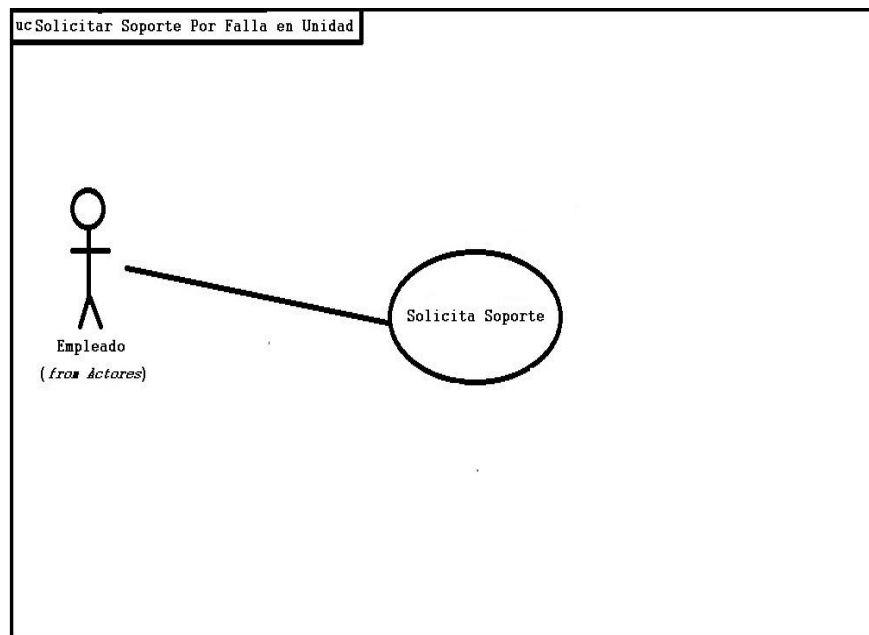 uc Solicitar Soporte Por Falla en Unidad
Solicita Soporte
Empleado
(from Actores)